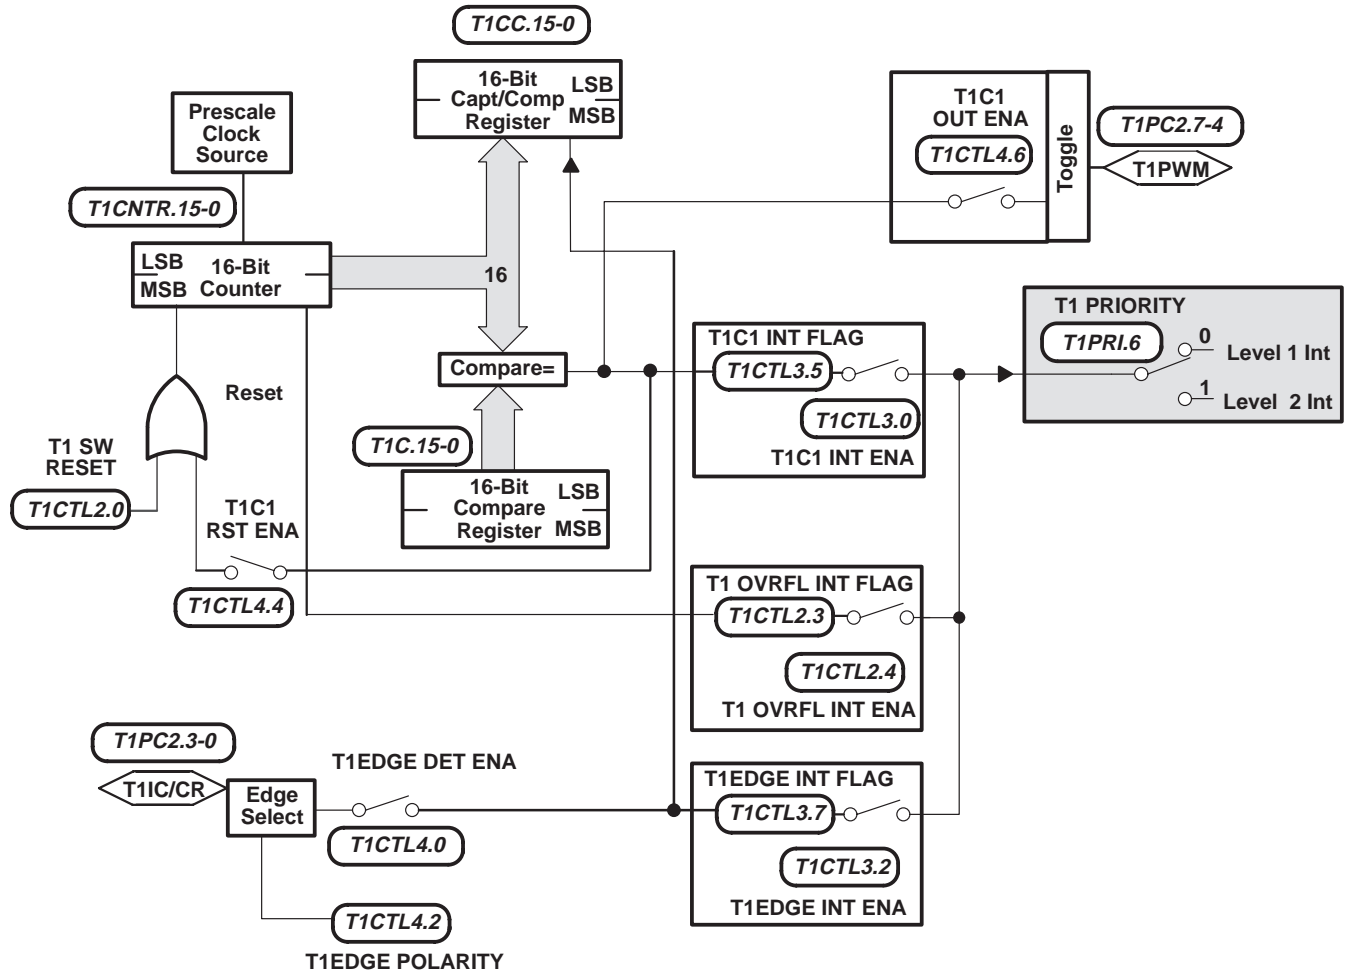 T1CC.15-0
16-Bit
Capt/Comp
Register
LSB
MSB
Prescale
Clock
Source
T1CNTR.15-0
LSB
MSB
16-Bit
Counter
16
T1C1
OUT ENA
T1CTL4.6
Toggle
T1PC2.7-4
T1PWM
Compare=
T1C.15-0
16-Bit
Compare
Register
LSB
MSB
Reset
T1 SW
RESET
T1CTL2.0
T1C1
RST ENA
T1CTL4.4
T1C1 INT FLAG
T1CTL3.5
T1CTL3.0
T1C1 INT ENA
T1 PRIORITY
T1PRI.6
0
Level 1 Int
1
Level 2 Int
T1 OVRFL INT FLAG
T1CTL2.3
T1CTL2.4
T1 OVRFL INT ENA
T1PC2.3-0
T1IC/CR
Edge
Select
T1EDGE DET ENA
T1CTL4.0
T1CTL4.2
T1EDGE POLARITY
T1EDGE INT FLAG
T1CTL3.7
T1CTL3.2
T1EDGE INT ENA